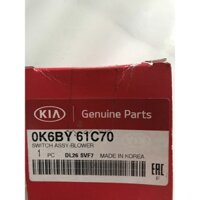 KIA Genuine Parts
0K6BY 61C70
SWITCH ASSY-BLOWER
1 PC DL26 SVF7 MADE IN KOREA
EAC
F